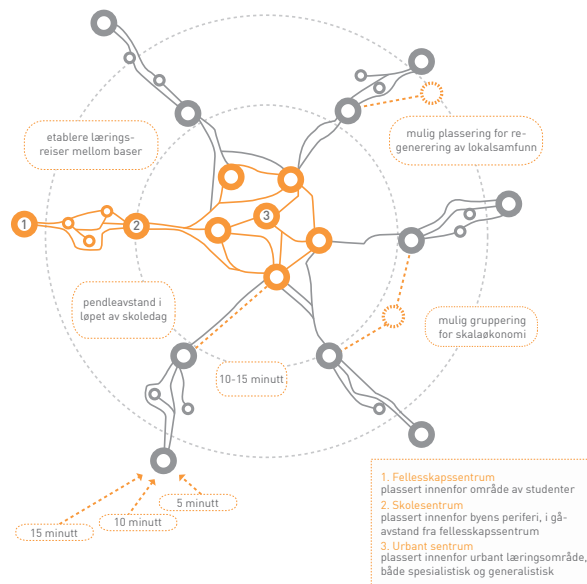 etablere lærings-
reiser mellom baser
mulig plassering for re-
generering av lokalsamfunn
1
2
3
pendleavstand i
løpet av skoledag
mulig gruppering
for skalaøkonomi
10-15 minutt
5 minutt
10 minutt
15 minutt
1. Fellesskapssentrum
plassert innenfor område av studenter
2. Skolesentrum
plassert innenfor byens periferi, i gå-
avstand fra fellesskapssentrum
3. Urbant sentrum
plassert innenfor urbant læringsområde,
både spesialistisk og generalistisk